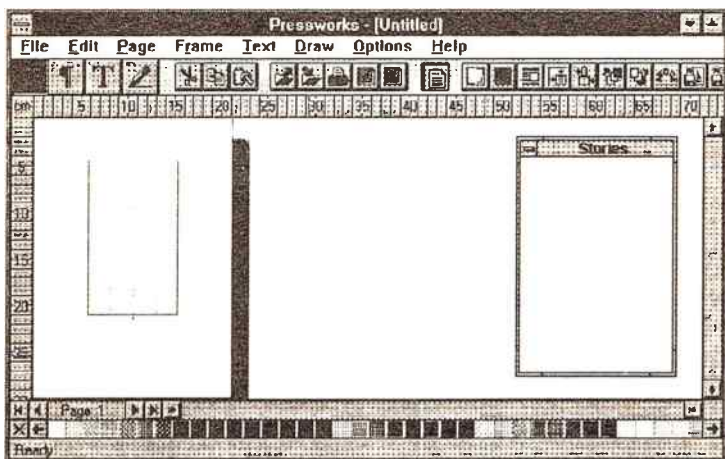 Pressworks - [Untitled]
File Edit Page Frame Text Draw Options Help
¶ T
cm 5 10 15 20 25 30 35 40 45 50 55 60 65 70
Stories
5
10
15
20
25
Page 1
Ready